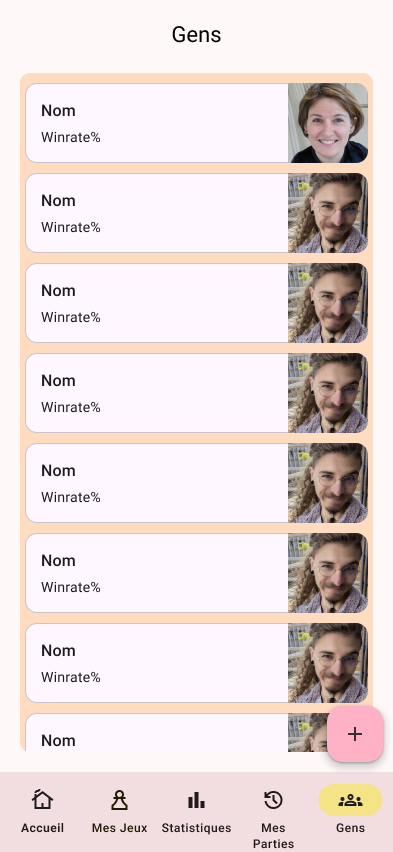 Gens
Nom
Winrate%
Nom
Winrate%
Nom
Winrate%
Nom
Winrate%
Nom
Winrate%
Nom
Winrate%
Nom
Winrate%
Nom
Accueil
Mes Jeux
Statistiques
Mes
Parties
Gens